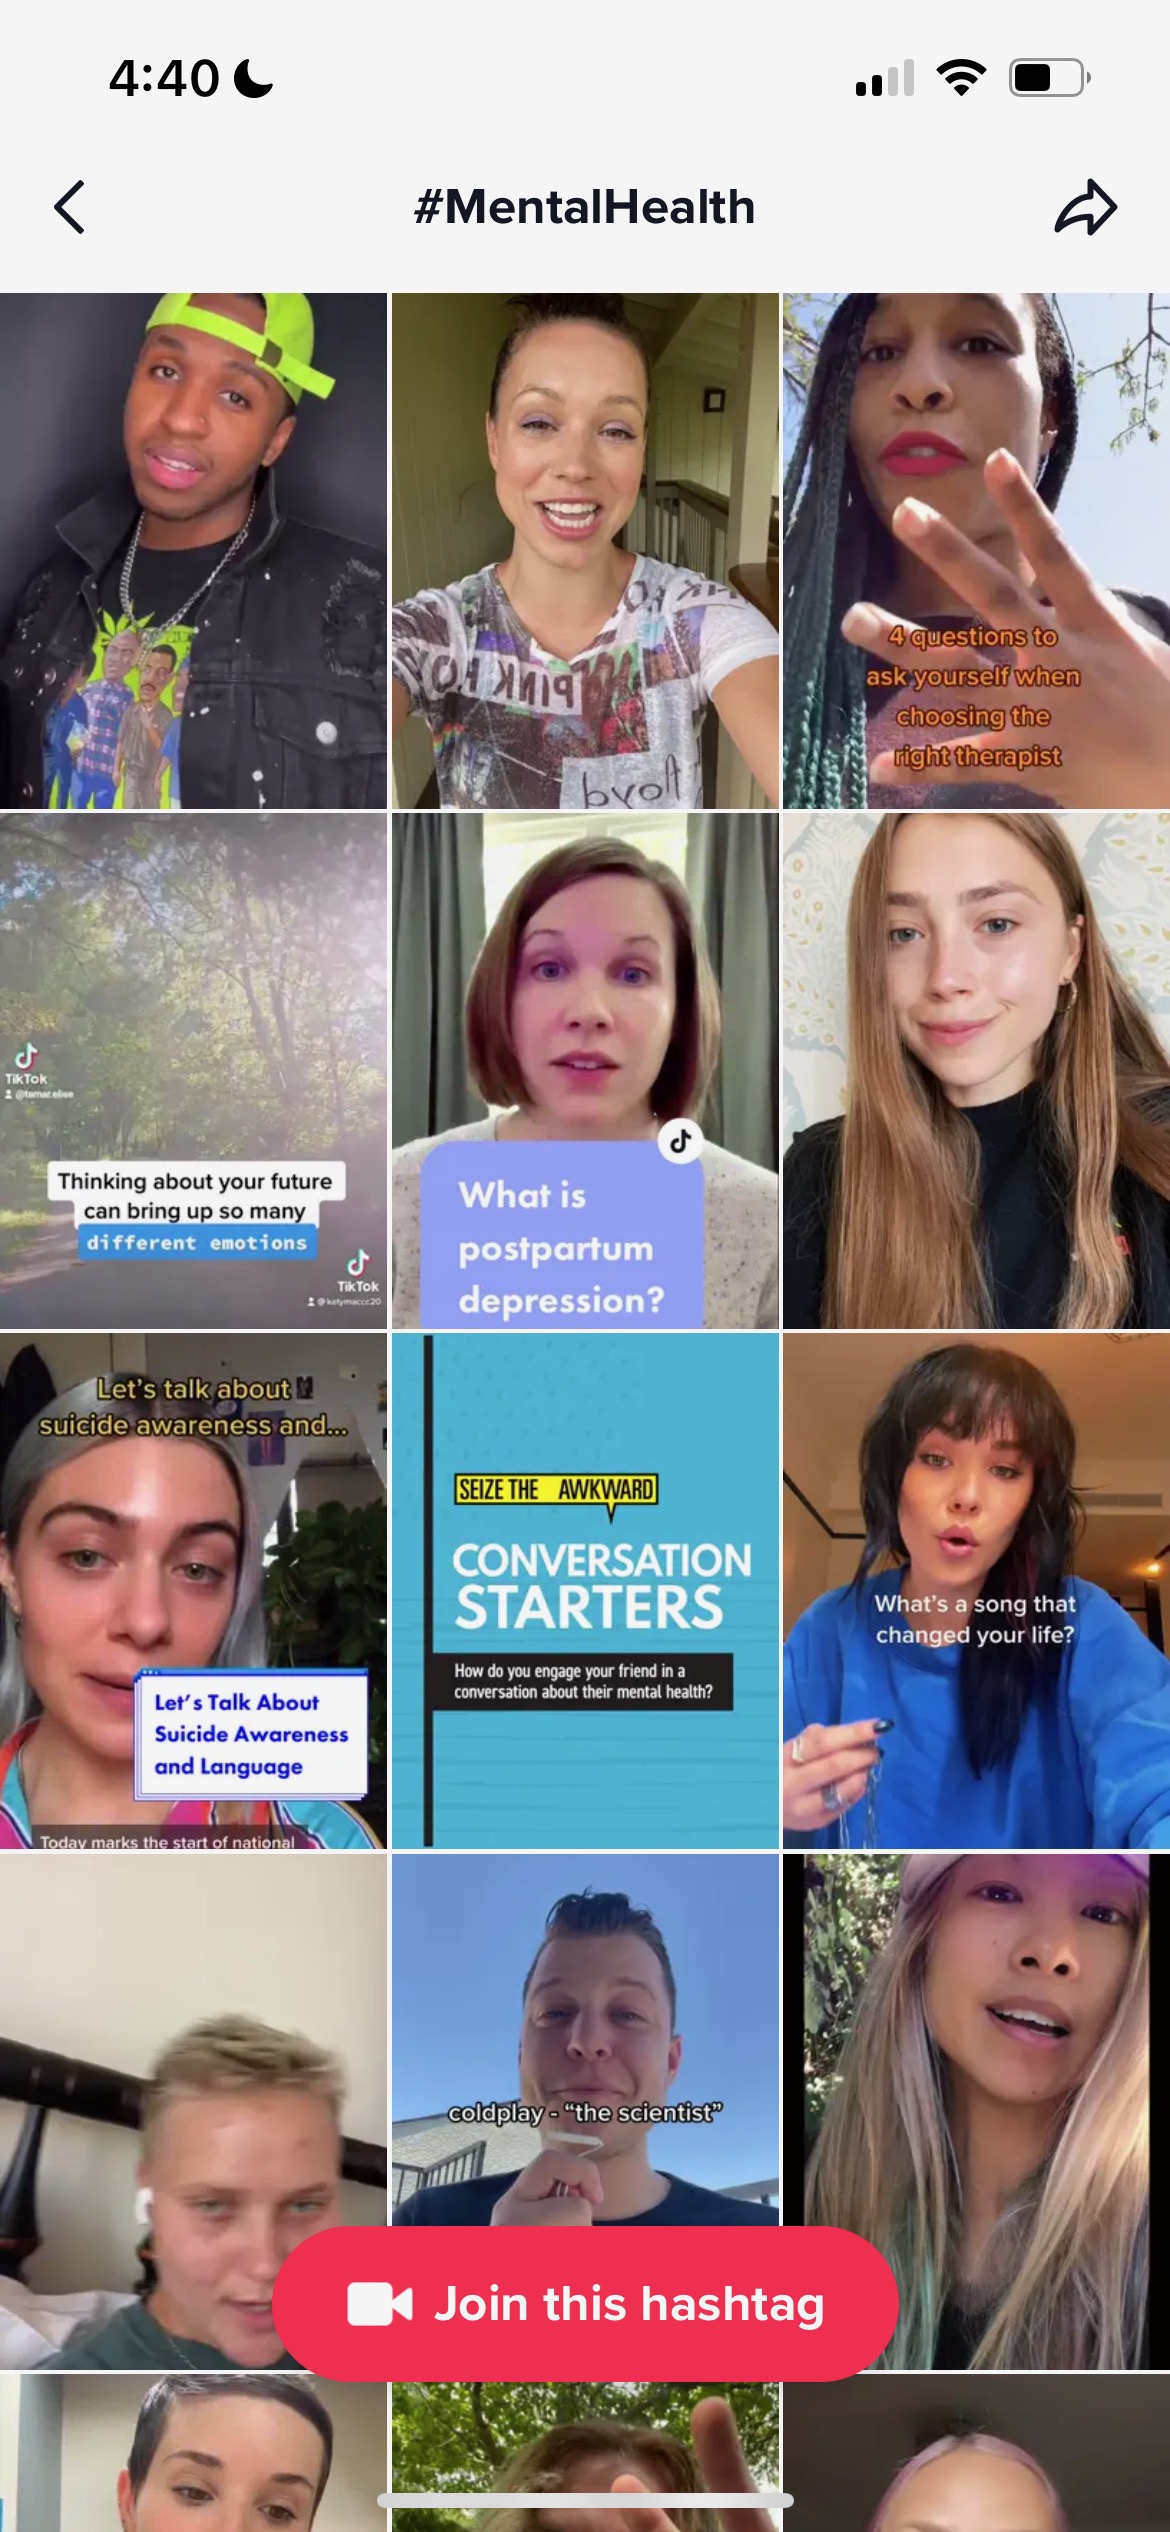 4:40
#MentalHealth
PINK
floyd
4 questions to
ask yourself when
choosing the
right therapist
TikTok
@tamar.elise
Thinking about your future
can bring up so many
different emotions
TikTok
@katymaccc20
What is
postpartum
depression?
Let's talk about
suicide awareness and...
Let's Talk About
Suicide Awareness
and Language
Today marks the start of national
SEIZE THE AWKWARD
CONVERSATION
STARTERS
How do you engage your friend in a
conversation about their mental health?
What's a song that
changed your life?
coldplay - “the scientist”
Join this hashtag